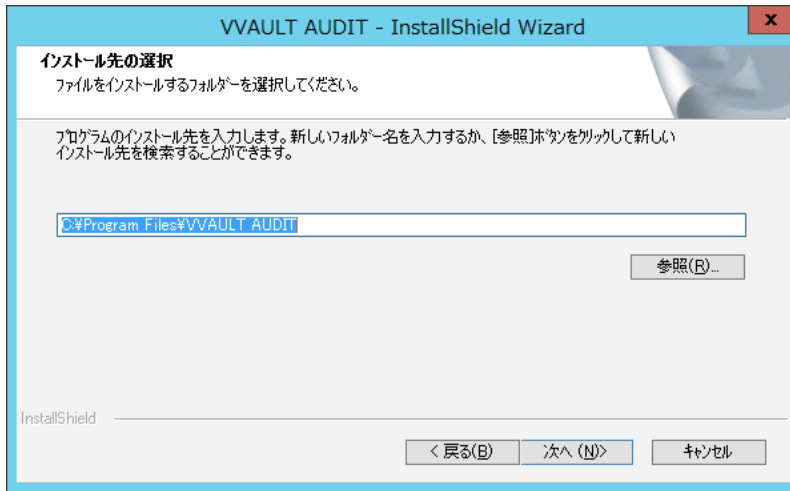 VVAULT AUDIT - InstallShield Wizard
x
インストール先の選択
ファイルをインストールするフォルダーを選択してください。
プログラムのインストール先を入力します。新しいフォルダー名を入力するか、[参照]ボタンをクリックして新しい
インストール先を検索することができます。
C:¥Program Files¥VVAULT AUDIT
参照(R)...
InstallShield
< 戻る(B) 次へ (N)> キャンセル